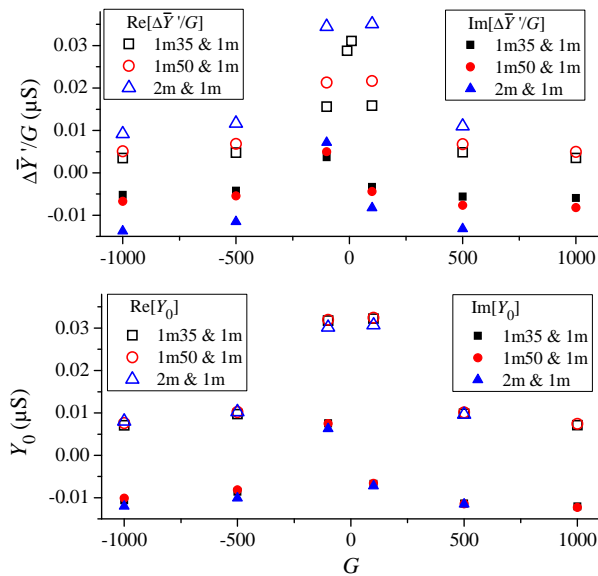 Re[ΔȲ'/G]
1m35 & 1m
1m50 & 1m
2m & 1m
Im[ΔȲ'/G]
1m35 & 1m
1m50 & 1m
2m & 1m
ΔȲ'/G (μS)
0.03
0.02
0.01
0.00
-0.01
-1000 -500 0 500 1000
Re[Y0]
1m35 & 1m
1m50 & 1m
2m & 1m
Im[Y0]
1m35 & 1m
1m50 & 1m
2m & 1m
Y0 (μS)
0.03
0.02
0.01
0.00
-0.01
-1000 -500 0 500 1000
G